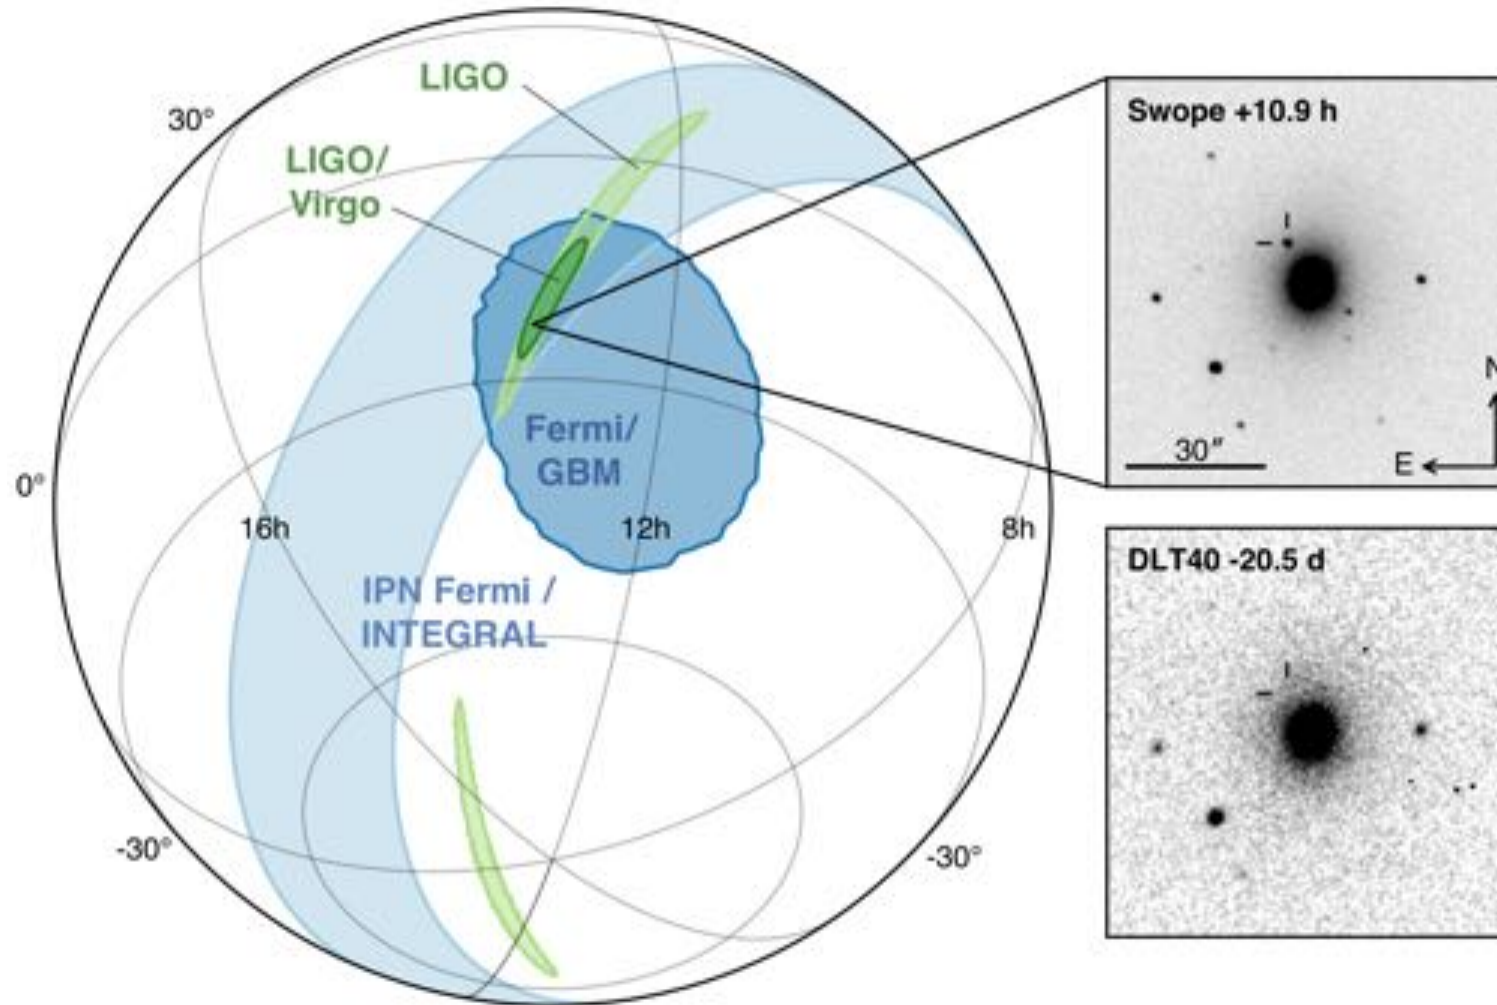 LIGO
LIGO/
Virgo
30°
0°
-30°
-30°
16h
12h
8h
Fermi/
GBM
IPN Fermi /
INTEGRAL
Swope +10.9 h
30"
N
E
DLT40 -20.5 d